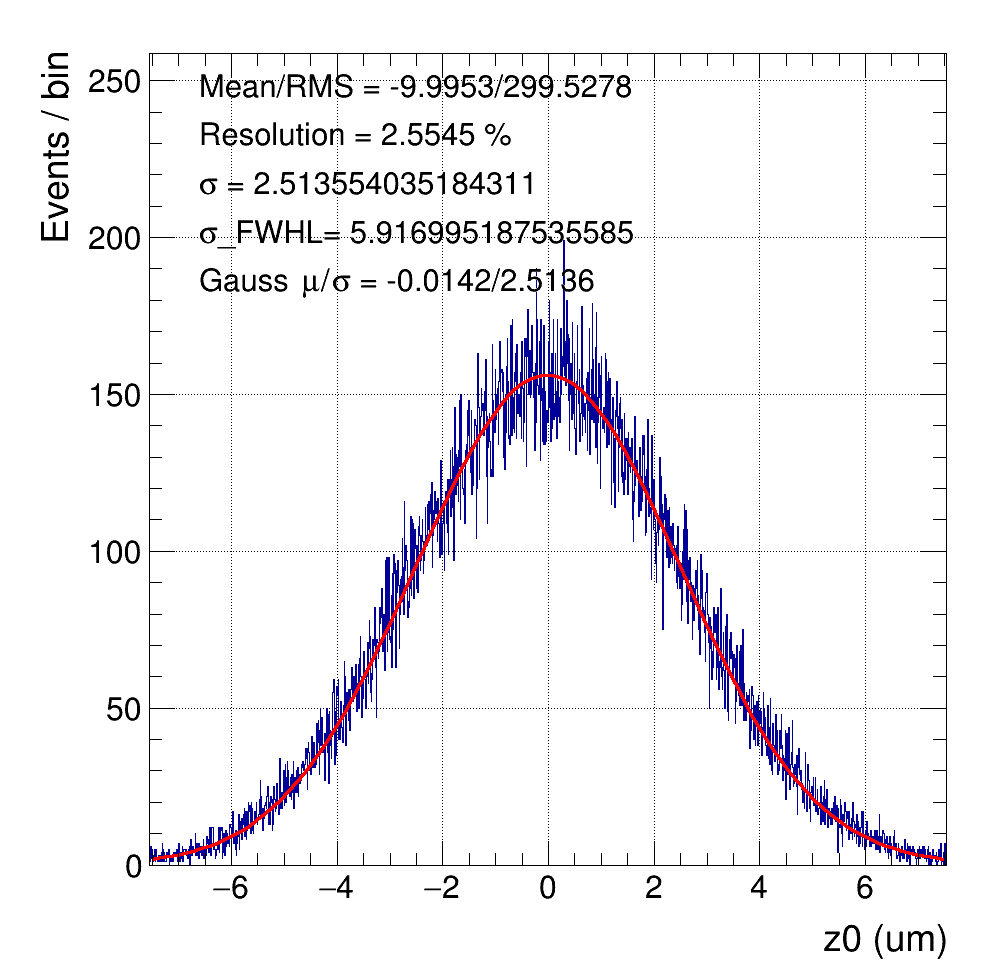 Events / bin
250
200
150
100
50
0
Mean/RMS = -9.9953/299.5278
Resolution = 2.5545 %
σ = 2.513554035184311
σ_FWHL= 5.916995187535585
Gauss μ/σ = -0.0142/2.5136
−6 −4 −2 0 2 4 6
z0 (um)